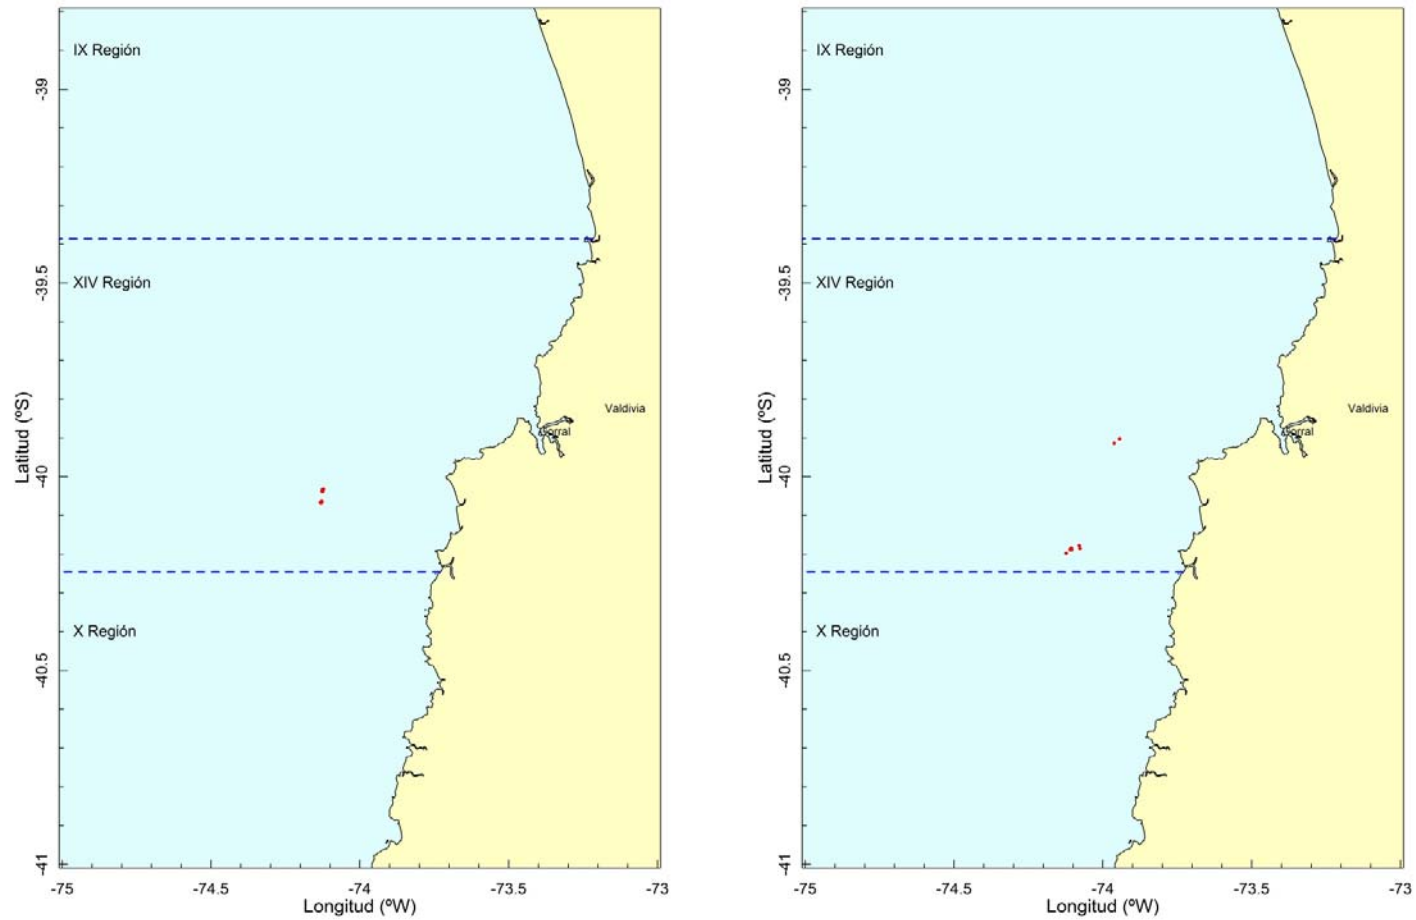 IX Región
-39
XIV Región
-39.5
Valdivia
Corral
Latitud (ºS)
-40
X Región
-40.5
-41
-75
-74.5
-74
-73.5
-73
Longitud (ºW)
IX Región
-39
XIV Región
-39.5
Valdivia
Corral
Latitud (ºS)
-40
X Región
-40.5
-41
-75
-74.5
-74
-73.5
-73
Longitud (ºW)